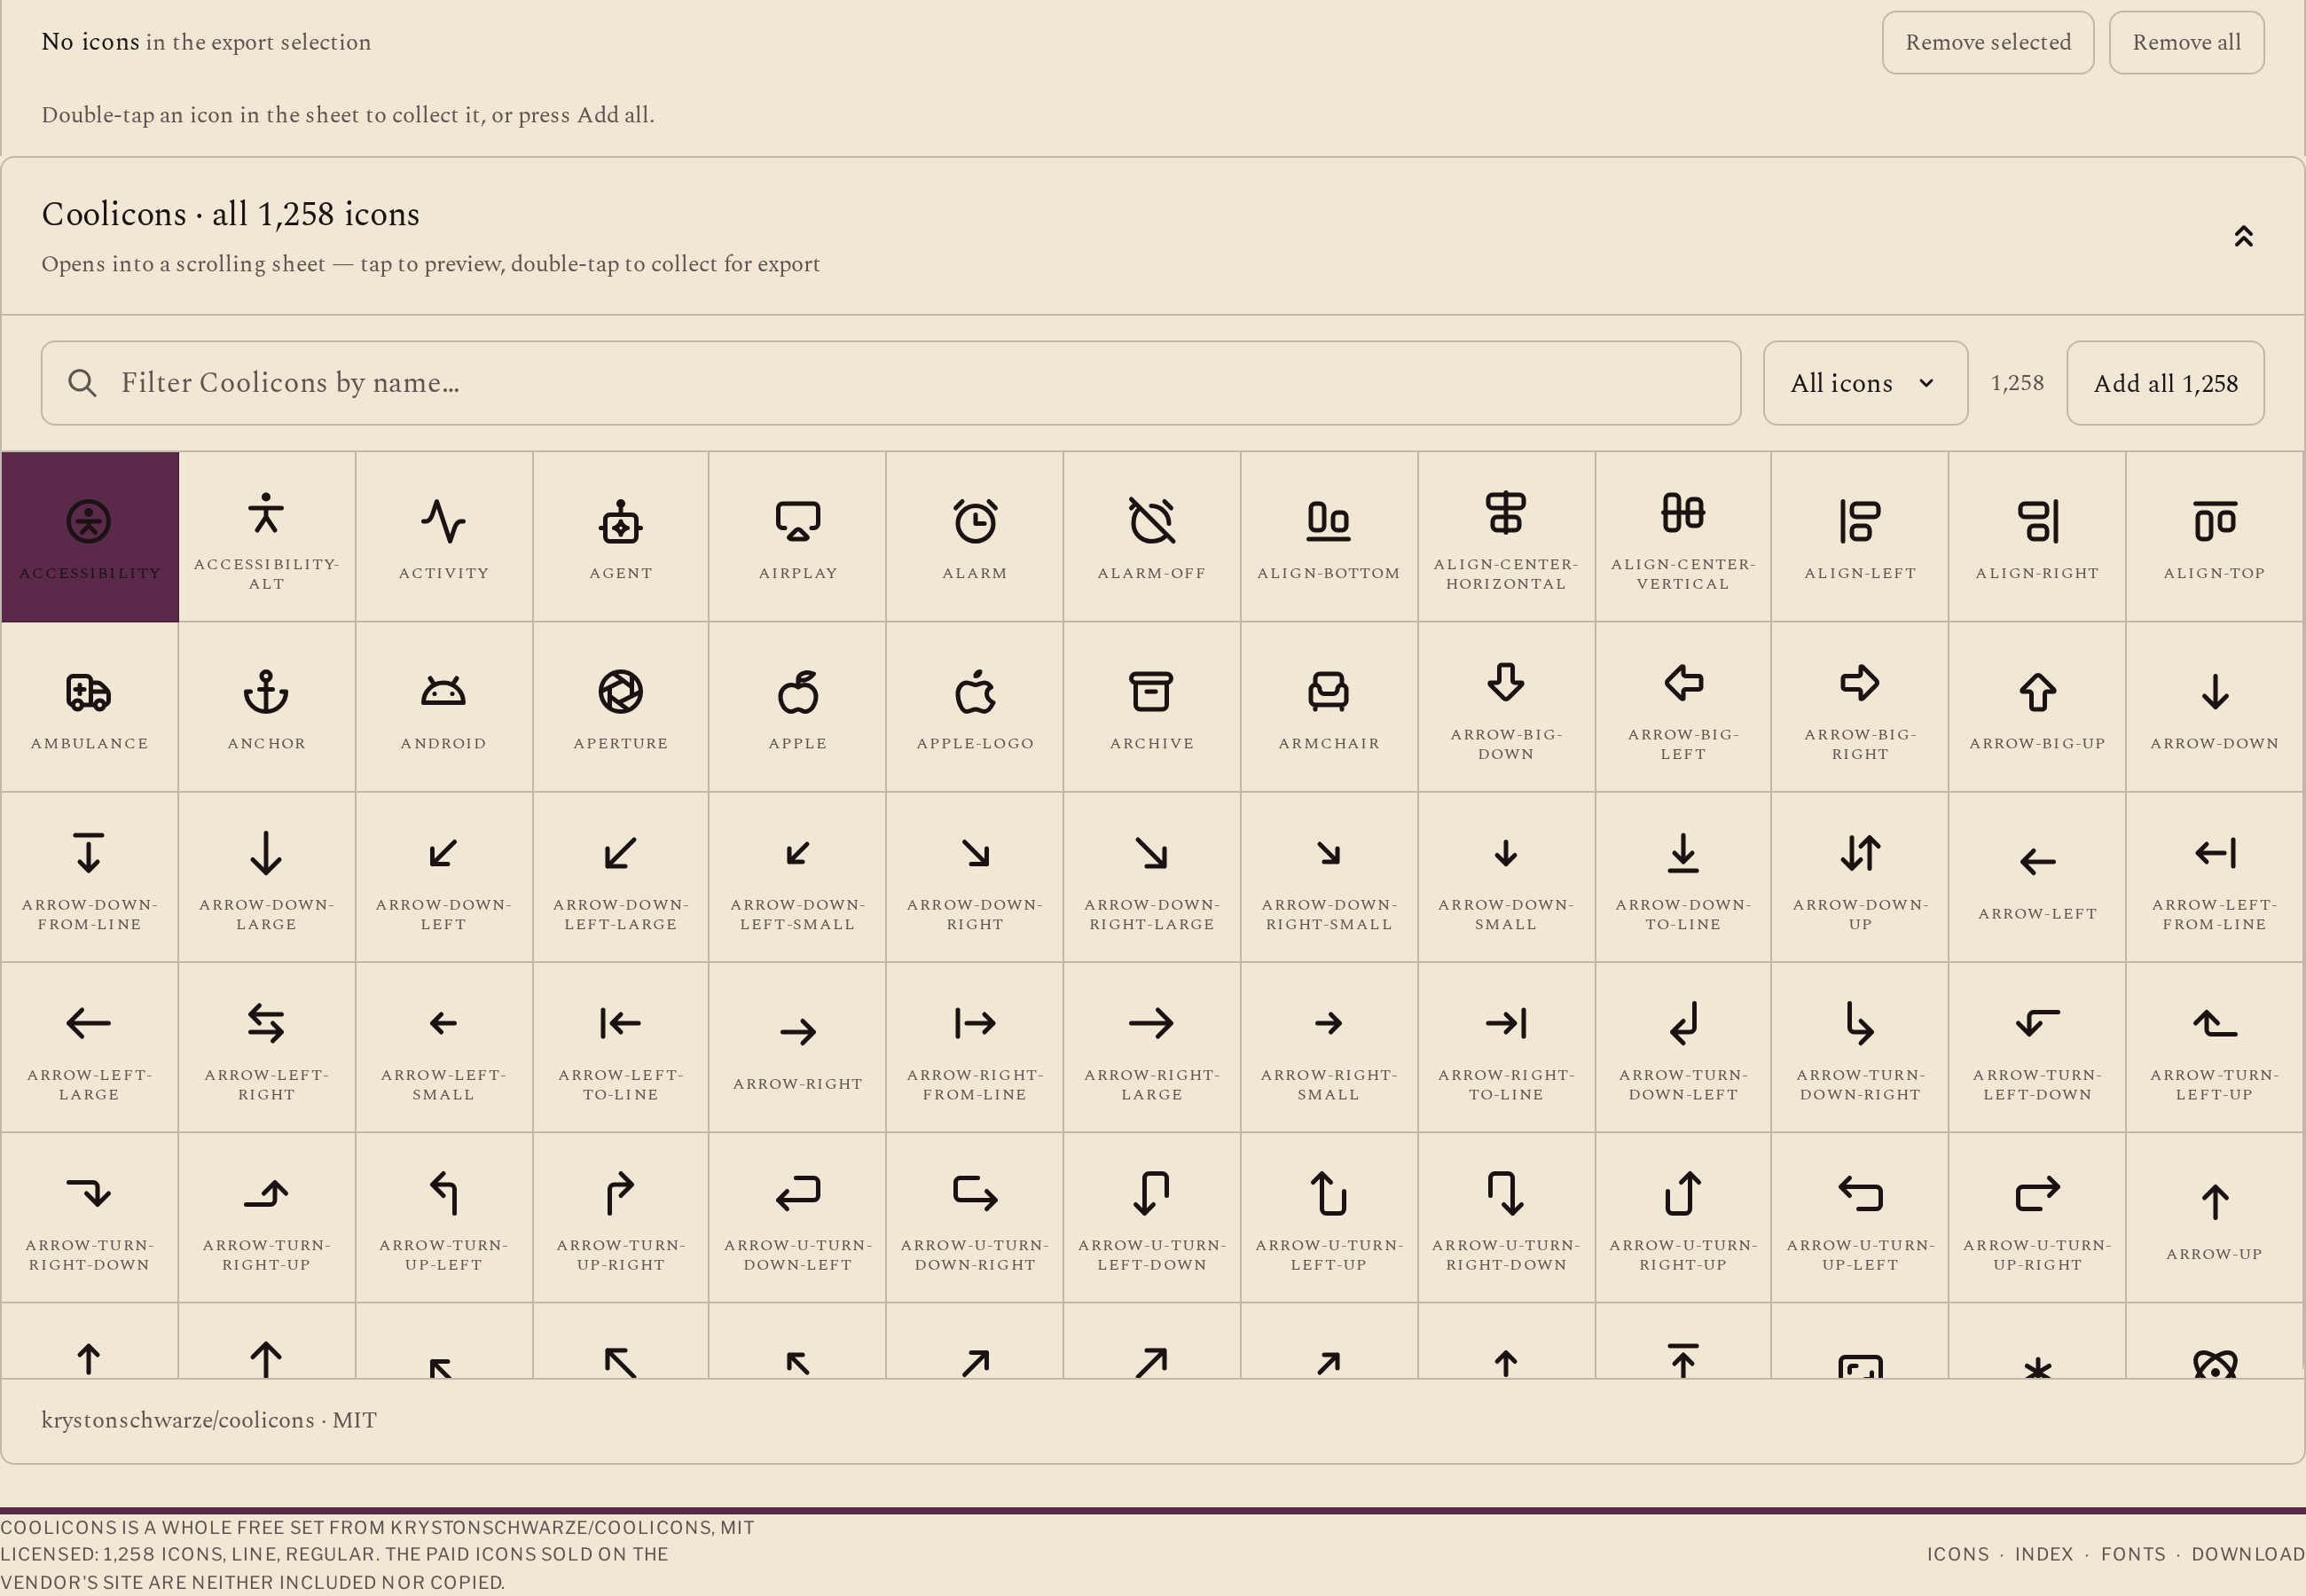 No icons in the export selection
Remove selected
Remove all
Double-tap an icon in the sheet to collect it, or press Add all.
Coolicons · all 1,258 icons
Opens into a scrolling sheet — tap to preview, double-tap to collect for export
Filter Coolicons by name...
All icons
1,258
Add all 1,258
ACCESSIBILITY
ACCESSIBILITY-
ALT
ACTIVITY
AGENT
AIRPLAY
ALARM
ALARM-OFF
ALIGN-BOTTOM
ALIGN-CENTER-
HORIZONTAL
ALIGN-CENTER-
VERTICAL
ALIGN-LEFT
ALIGN-RIGHT
ALIGN-TOP
AMBULANCE
ANCHOR
ANDROID
APERTURE
APPLE
APPLE-LOGO
ARCHIVE
ARMCHAIR
ARROW-BIG-
DOWN
ARROW-BIG-
LEFT
ARROW-BIG-
RIGHT
ARROW-BIG-UP
ARROW-DOWN
ARROW-DOWN-
FROM-LINE
ARROW-DOWN-
LARGE
ARROW-DOWN-
LEFT
ARROW-DOWN-
LEFT-LARGE
ARROW-DOWN-
LEFT-SMALL
ARROW-DOWN-
RIGHT
ARROW-DOWN-
RIGHT-LARGE
ARROW-DOWN-
RIGHT-SMALL
ARROW-DOWN-
SMALL
ARROW-DOWN-
TO-LINE
ARROW-DOWN-
UP
ARROW-LEFT
ARROW-LEFT-
FROM-LINE
ARROW-LEFT-
LARGE
ARROW-LEFT-
RIGHT
ARROW-LEFT-
SMALL
ARROW-LEFT-
TO-LINE
ARROW-RIGHT
ARROW-RIGHT-
FROM-LINE
ARROW-RIGHT-
LARGE
ARROW-RIGHT-
SMALL
ARROW-RIGHT-
TO-LINE
ARROW-TURN-
DOWN-LEFT
ARROW-TURN-
DOWN-RIGHT
ARROW-TURN-
LEFT-DOWN
ARROW-TURN-
LEFT-UP
ARROW-TURN-
RIGHT-DOWN
ARROW-TURN-
RIGHT-UP
ARROW-TURN-
UP-LEFT
ARROW-TURN-
UP-RIGHT
ARROW-U-TURN-
DOWN-LEFT
ARROW-U-TURN-
DOWN-RIGHT
ARROW-U-TURN-
LEFT-DOWN
ARROW-U-TURN-
LEFT-UP
ARROW-U-TURN-
RIGHT-DOWN
ARROW-U-TURN-
RIGHT-UP
ARROW-U-TURN-
UP-LEFT
ARROW-U-TURN-
UP-RIGHT
ARROW-UP
krystonschwarze/coolicons · MIT
COOLICONS IS A WHOLE FREE SET FROM KRYSTONSCHWARZE/COOLICONS, MIT
LICENSED: 1,258 ICONS, LINE, REGULAR. THE PAID ICONS SOLD ON THE
VENDOR'S SITE ARE NEITHER INCLUDED NOR COPIED.
ICONS · INDEX · FONTS · DOWNLOAD